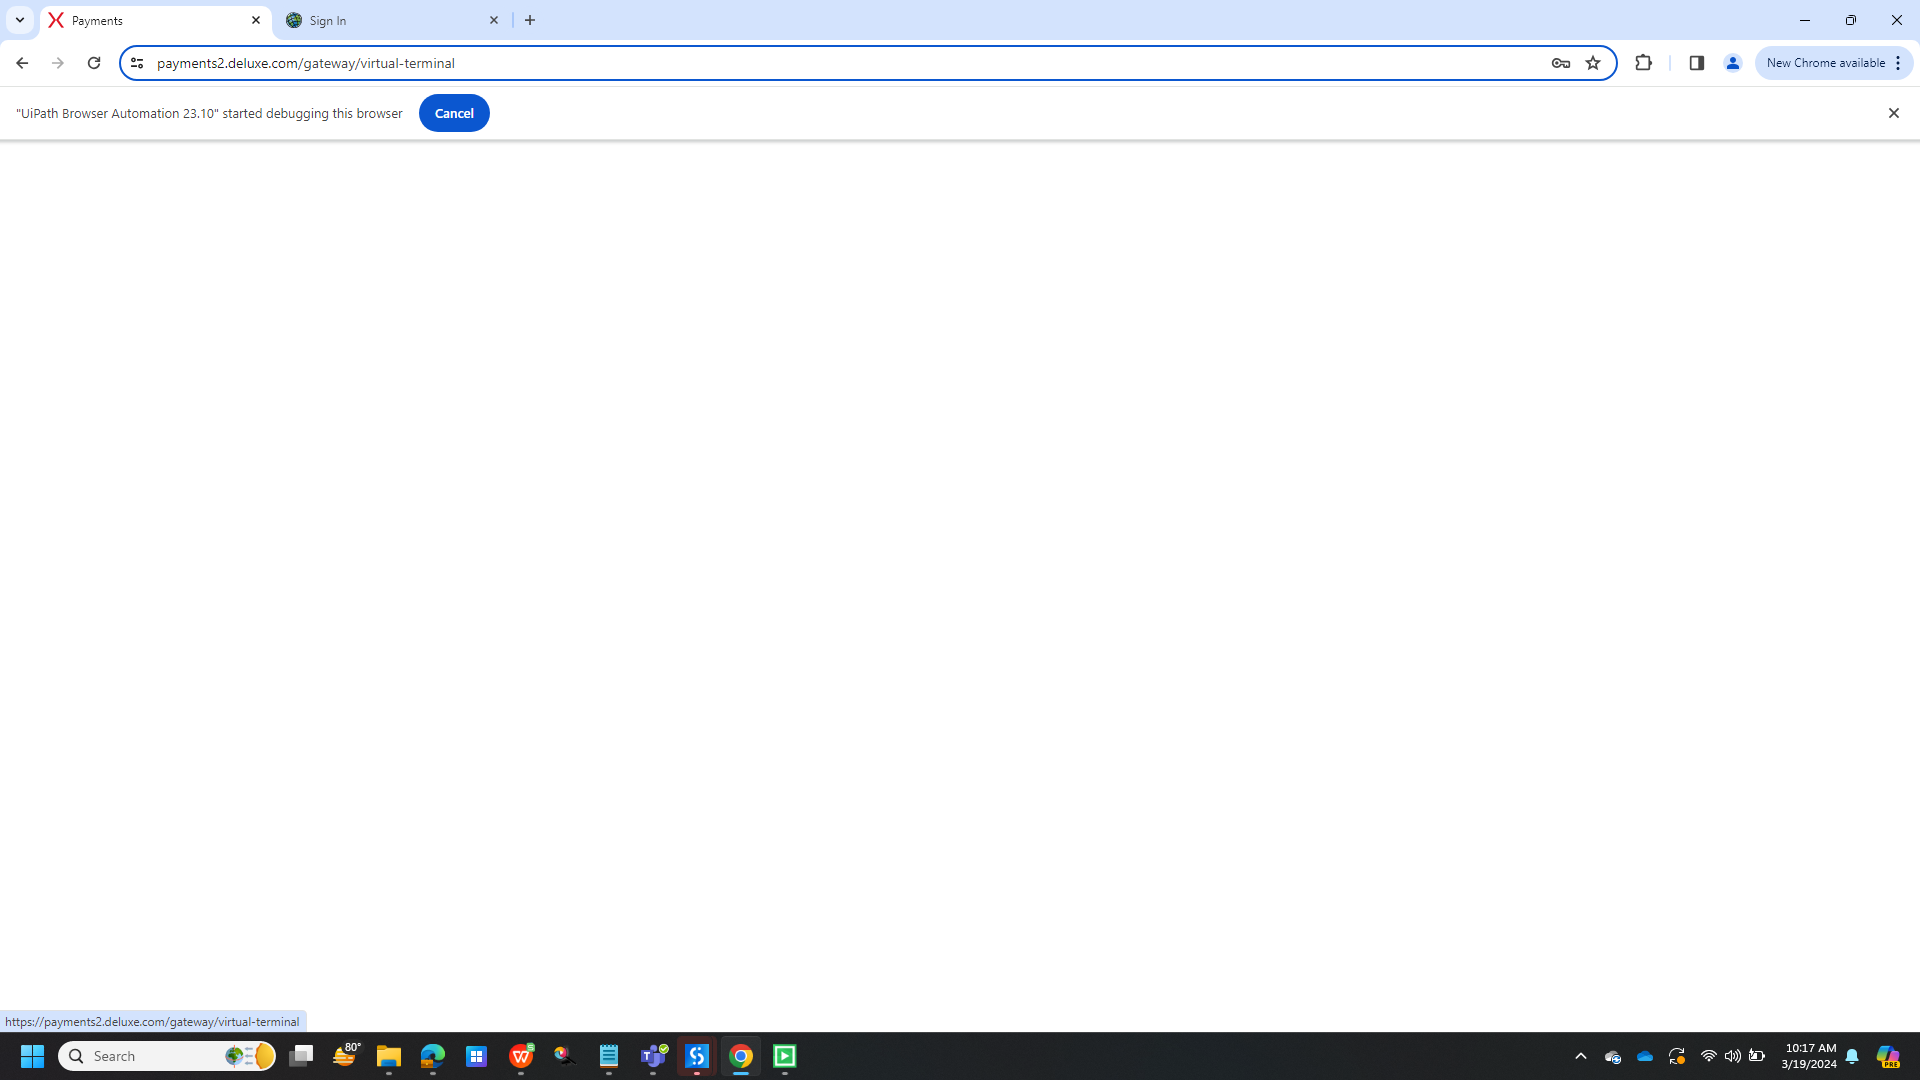 Payments
Sign In
payments2.deluxe.com/gateway/virtual-terminal
New Chrome available
"UiPath Browser Automation 23.10" started debugging this browser
Cancel
https://payments2.deluxe.com/gateway/virtual-terminal
Search
80°
10:17 AM
3/19/2024
PRE